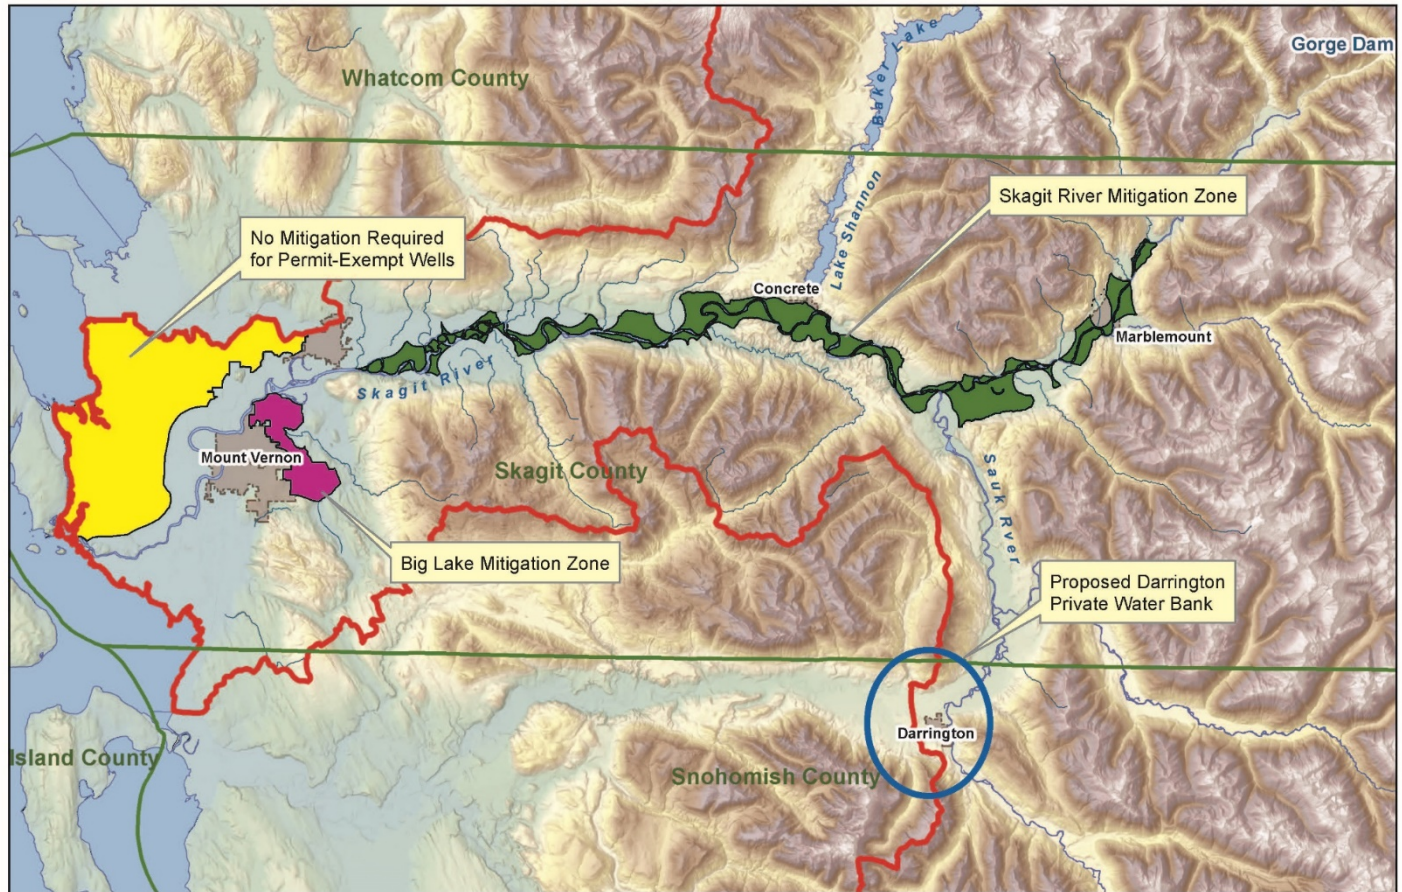 Gorge Dam
Whatcom County
Baker Lake
Lake Shannon
Skagit River Mitigation Zone
No Mitigation Required
for Permit-Exempt Wells
Concrete
Marblemount
Skagit River
Mount Vernon
Skagit County
Sauk River
Big Lake Mitigation Zone
Proposed Darrington
Private Water Bank
Darrington
Island County
Snohomish County